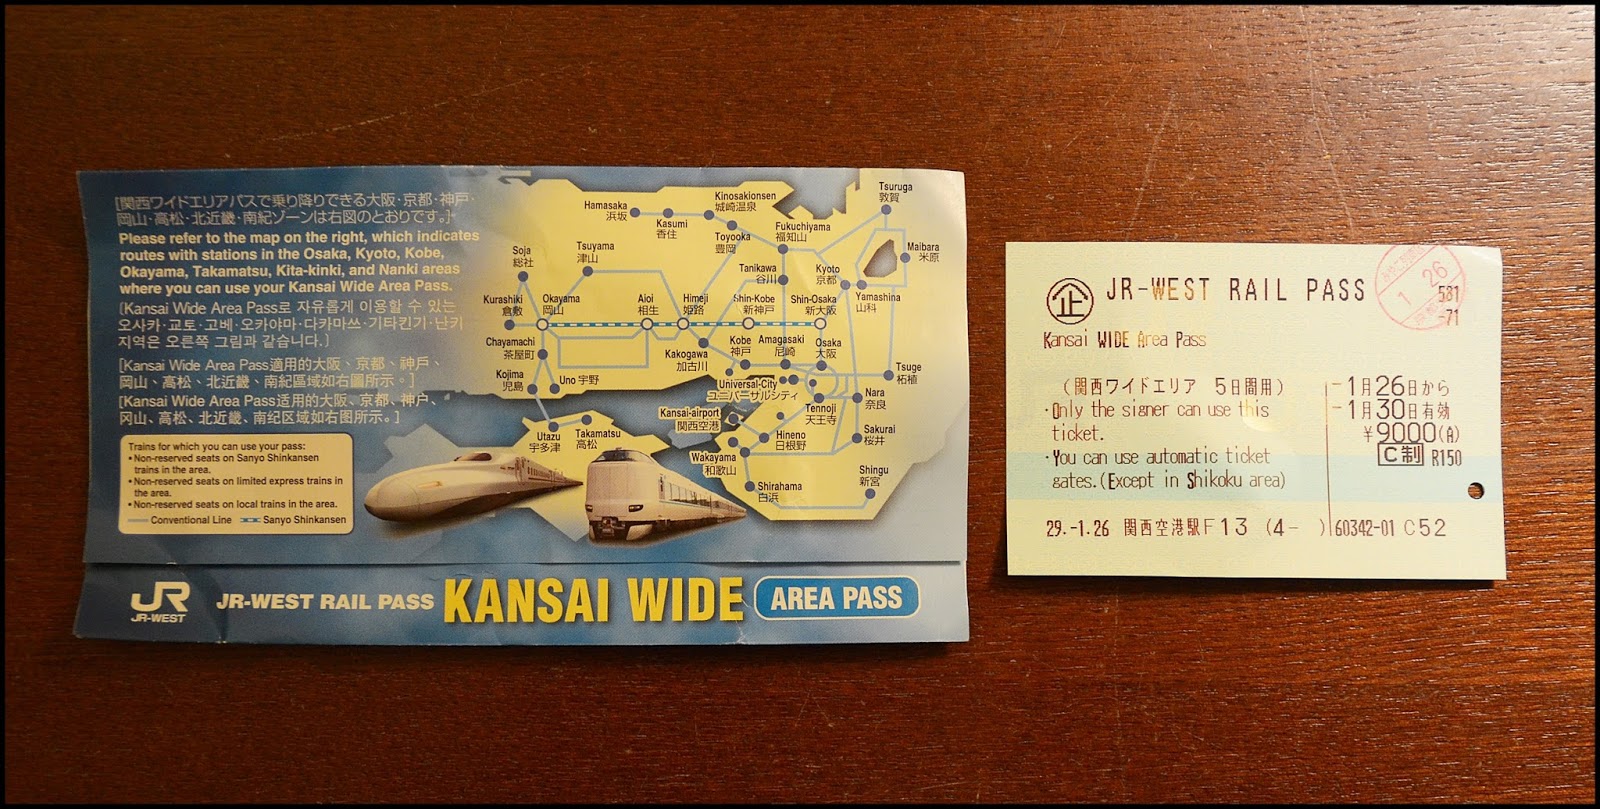 [関西ワイドエリアパスで乗り降りできる大阪・京都・神戸・
岡山・高松・北近畿・南紀ゾーンは右図のとおりです。]
Please refer to the map on the right, which indicates
routes with stations in the Osaka, Kyoto, Kobe,
Okayama, Takamatsu, Kita-kinki, and Nanki areas
where you can use your Kansai Wide Area Pass.
[Kansai Wide Area Pass로 자유롭게 이용할 수 있는
오사카・교토・고베・오카야마・다카마쓰・기타킨기・난키
지역은 오른쪽 그림과 같습니다.]
[Kansai Wide Area Pass適用的大阪、京都、神戶、
岡山、高松、北近畿、南紀區域如右圖所示。]
[Kansai Wide Area Pass适用的大阪、京都、神户、
冈山、高松、北近畿、南纪区域如右图所示。]
Trains for which you can use your pass:
• Non-reserved seats on Sanyo Shinkansen
trains in the area.
• Non-reserved seats on limited express trains in
the area.
• Non-reserved seats on local trains in the area.
Conventional Line Sanyo Shinkansen
Hamasaka
浜坂
Kasumi
香住
Kinosakionsen
城崎温泉
Toyooka
豊岡
Fukuchiyama
福知山
Tsuruga
敦賀
Maibara
米原
Soja
総社
Tsuyama
津山
Tanikawa
谷川
Kyoto
京都
Yamashina
山科
Kurashiki
倉敷
Okayama
岡山
Aioi
相生
Himeji
姫路
Shin-Kobe
新神戸
Shin-Osaka
新大阪
Chayamachi
茶屋町
Kakogawa
加古川
Kobe
神戸
Amagasaki
尼崎
Osaka
大阪
Kojima
児島
Uno 宇野
Universal-City
ユニバーサルシティ
Tsuge
柘植
Kansai-airport
関西空港
Tennoji
天王寺
Nara
奈良
Utazu
宇多津
Takamatsu
高松
Hineno
日根野
Sakurai
桜井
Wakayama
和歌山
Shirahama
白浜
Shingu
新宮
JR
JR-WEST
JR-WEST RAIL PASS KANSAI WIDE AREA PASS
企 JR-WEST RAIL PASS
1 26
581
-71
Kansai WIDE Area Pass
(関西ワイドエリア 5日間用)
・Only the signer can use this
ticket.
・You can use automatic ticket
gates.(Except in Shikoku area)
-1月26日から
-1月30日有効
¥9000(A)
C制 R150
29.-1.26 関西空港駅F13 (4- ) 60342-01 C52